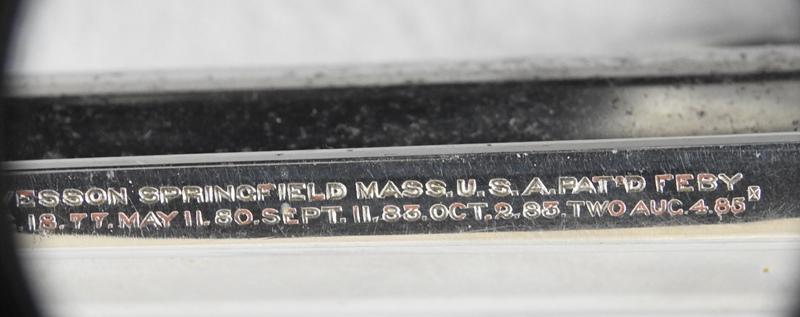 WESSON SPRINGFIELD MASS. U.S.A. PAT'D FEBY
.18.77. MAY 11. 80. SEPT. 11. 83. OCT. 2. 83. TWO AUG. 4. 85